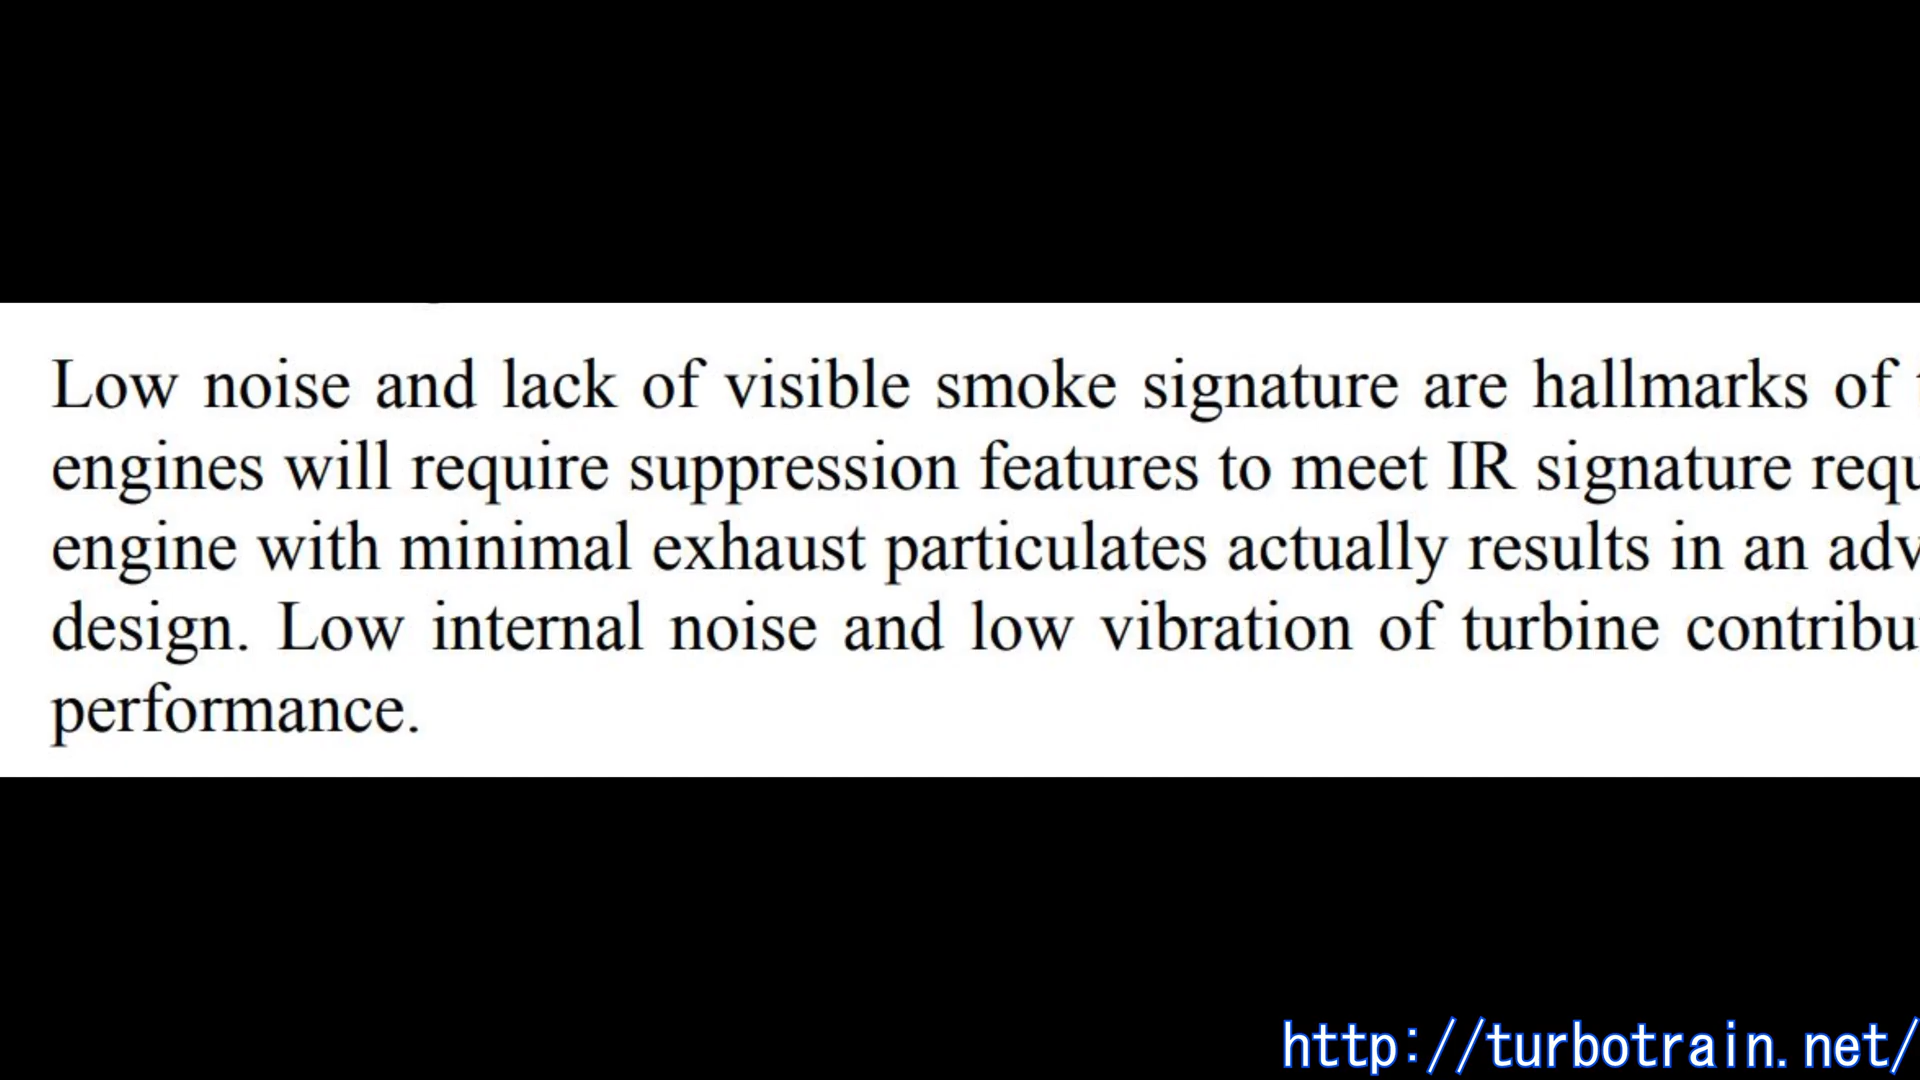 Low noise and lack of visible smoke signature are hallmarks of
engines will require suppression features to meet IR signature
engine with minimal exhaust particulates actually results in an
design. Low internal noise and low vibration of turbine
performance.
http://turbotrain.net/